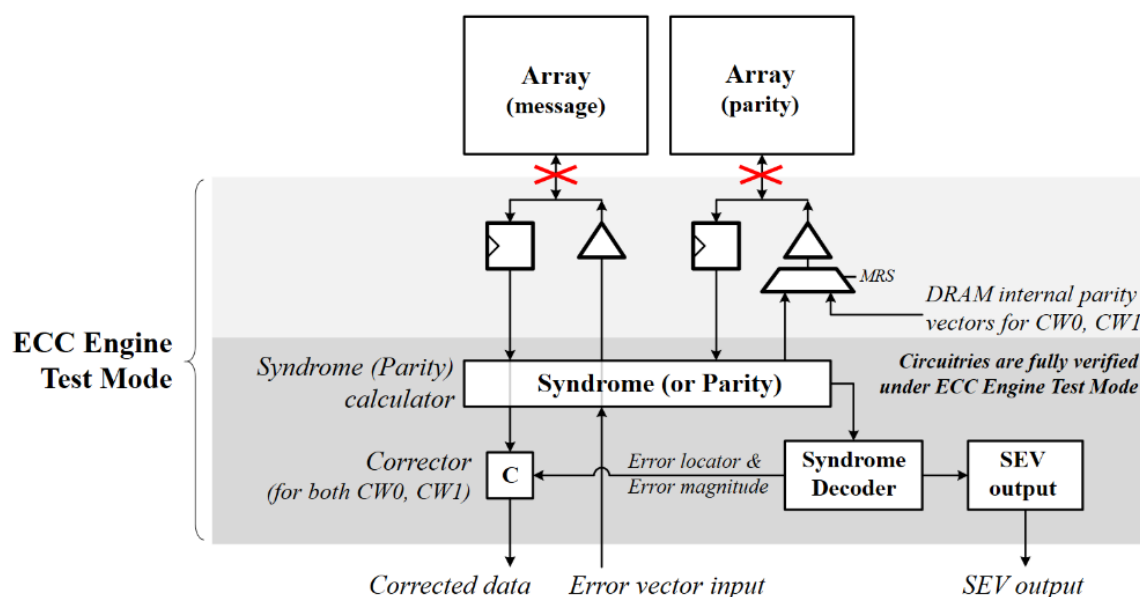 Array
(message)
Array
(parity)
MRS
DRAM internal parity
vectors for CW0, CW1
ECC Engine
Test Mode
Syndrome (Parity)
calculator
Syndrome (or Parity)
Circuitries are fully verified
under ECC Engine Test Mode
Corrector
(for both CW0, CW1)
C
Error locator &
Error magnitude
Syndrome
Decoder
SEV
output
Corrected data
Error vector input
SEV output